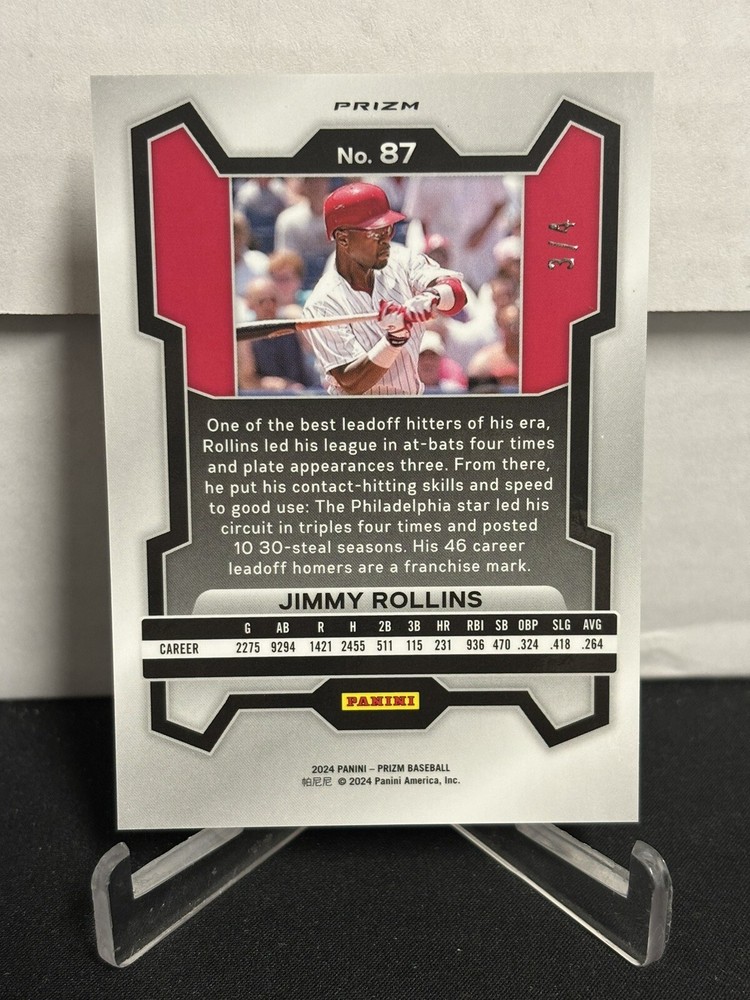 PRIZM
No. 87
3/4
One of the best leadoff hitters of his era,
Rollins led his league in at-bats four times
and plate appearances three. From there,
he put his contact-hitting skills and speed
to good use: The Philadelphia star led his
circuit in triples four times and posted
10 30-steal seasons. His 46 career
leadoff homers are a franchise mark.
JIMMY ROLLINS
G AB R H 2B 3B HR RBI SB OBP SLG AVG
CAREER 2275 9294 1421 2455 511 115 231 936 470 .324 .418 .264
PANINI
2024 PANINI – PRIZM BASEBALL
帕尼尼 © 2024 Panini America, Inc.